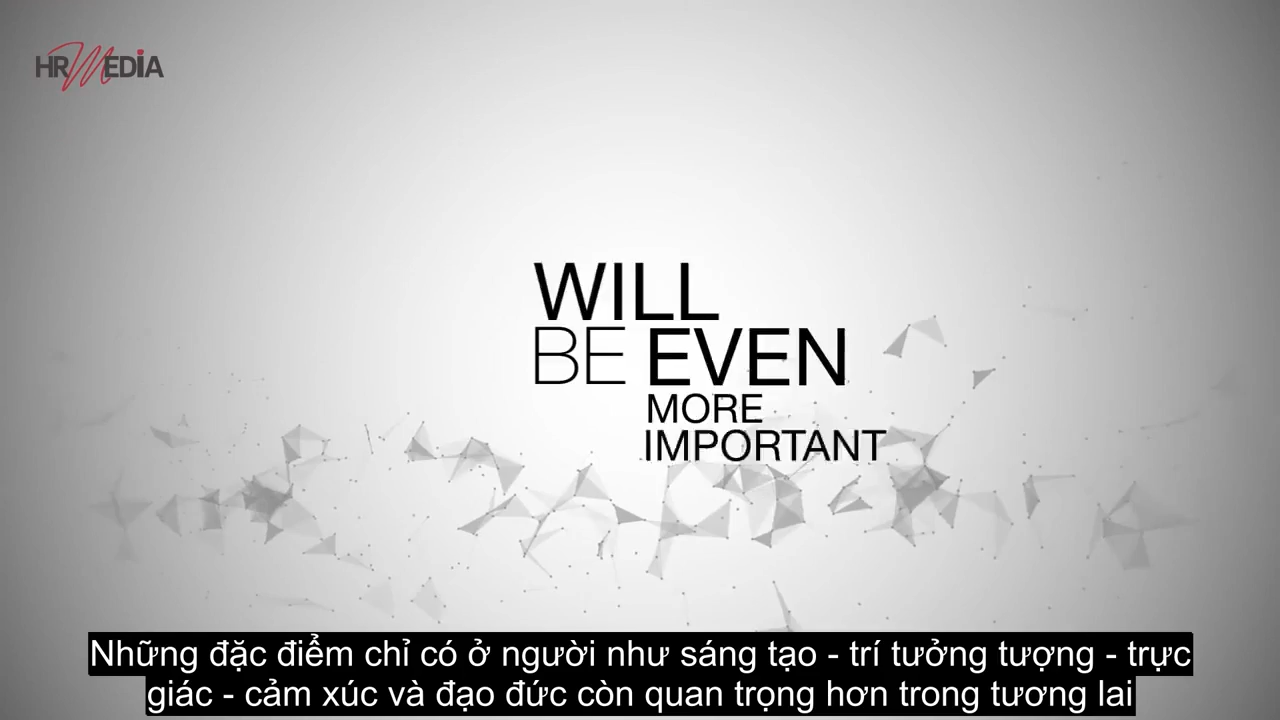 HRMEDIA
WILL
BE EVEN
MORE
IMPORTANT
Những đặc điểm chỉ có ở người như sáng tạo - trí tưởng tượng - trực
giác - cảm xúc và đạo đức còn quan trọng hơn trong tương lai